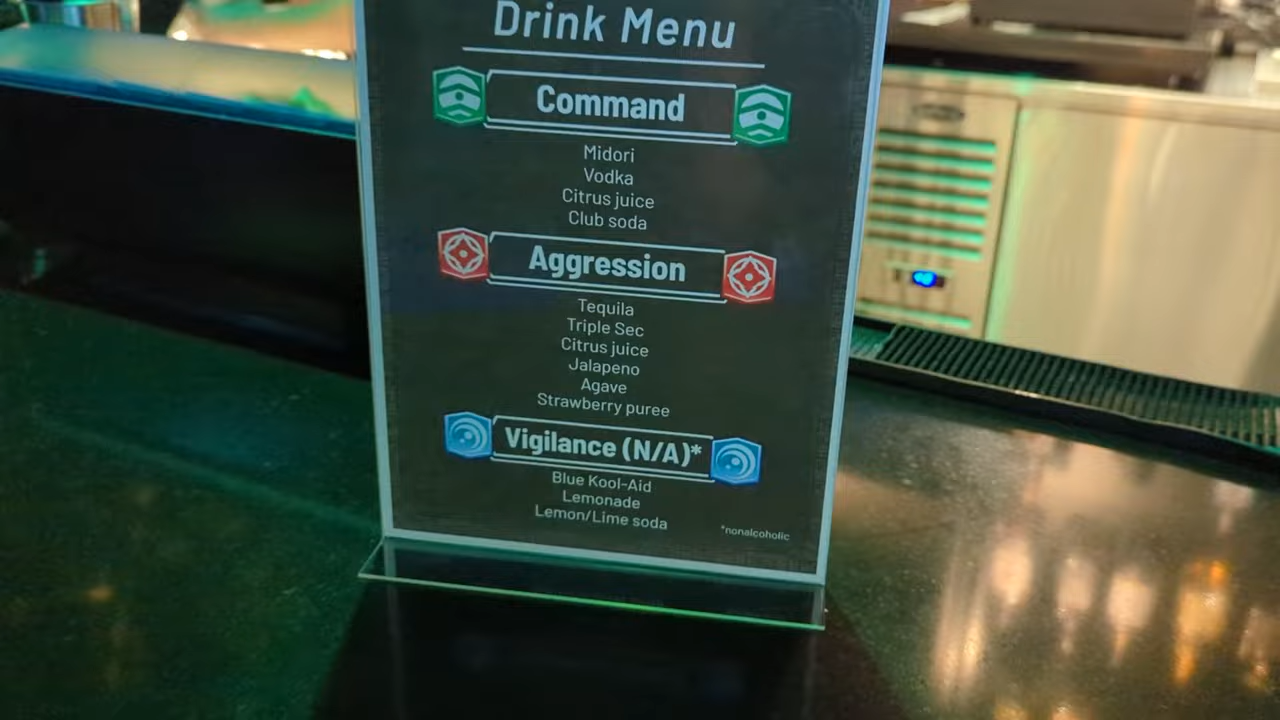 Drink Menu
Command
Midori
Vodka
Citrus juice
Club soda
Aggression
Tequila
Triple Sec
Citrus juice
Jalapeno
Agave
Strawberry puree
Vigilance (N/A)*
Blue Kool-Aid
Lemonade
Lemon/Lime soda
*nonalcoholic